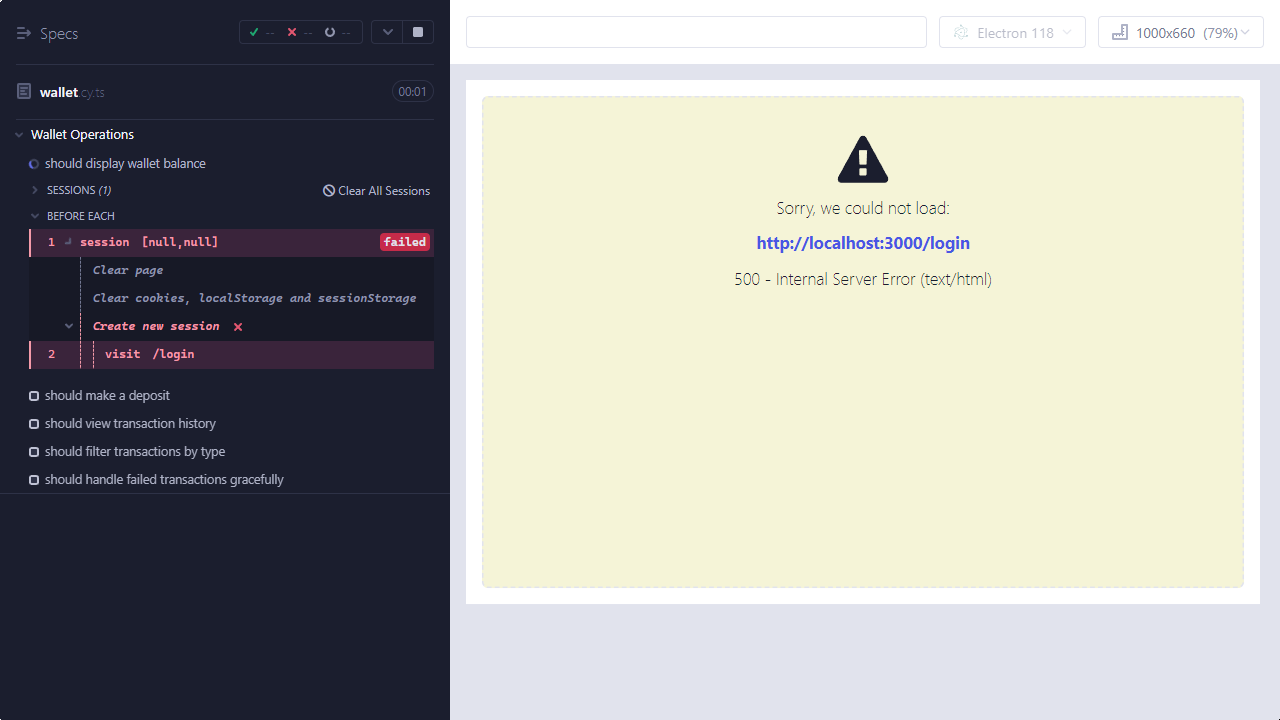 Specs
-- -- --
wallet.cy.ts 00:01
Wallet Operations
should display wallet balance
SESSIONS (1) Clear All Sessions
BEFORE EACH
1 session [null,null] failed
Clear page
Clear cookies, localStorage and sessionStorage
Create new session
2 visit /login
should make a deposit
should view transaction history
should filter transactions by type
should handle failed transactions gracefully
Electron 118
1000x660 (79%)
Sorry, we could not load:
http://localhost:3000/login
500 - Internal Server Error (text/html)